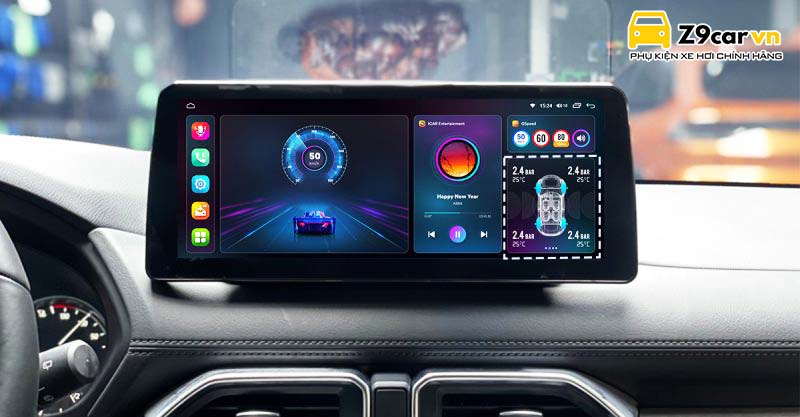 Z9car.vn
PHỤ KIỆN XE HƠI CHÍNH HÃNG
15:24
ICAR Entertainment
QSpeed
50
Km/h
50
60
80
Happy New Year
ABBA
2.4 BAR
25°C
2.4 BAR
25°C
2.4 BAR
25°C
2.4 BAR
25°C